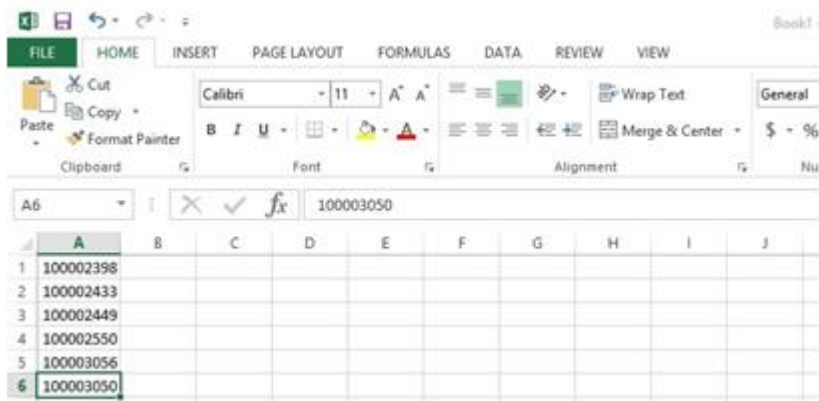 Book1 -
FILE HOME INSERT PAGE LAYOUT FORMULAS DATA REVIEW VIEW
Cut
Copy
Paste
Format Painter
Clipboard
Calibri 11 A A
B I U A
Font
Wrap Text
Merge & Center
Alignment
General
$ %
Nu
A6 fx 100003050
A B C D E F G H I J
1 100002398
2 100002433
3 100002449
4 100002550
5 100003056
6 100003050